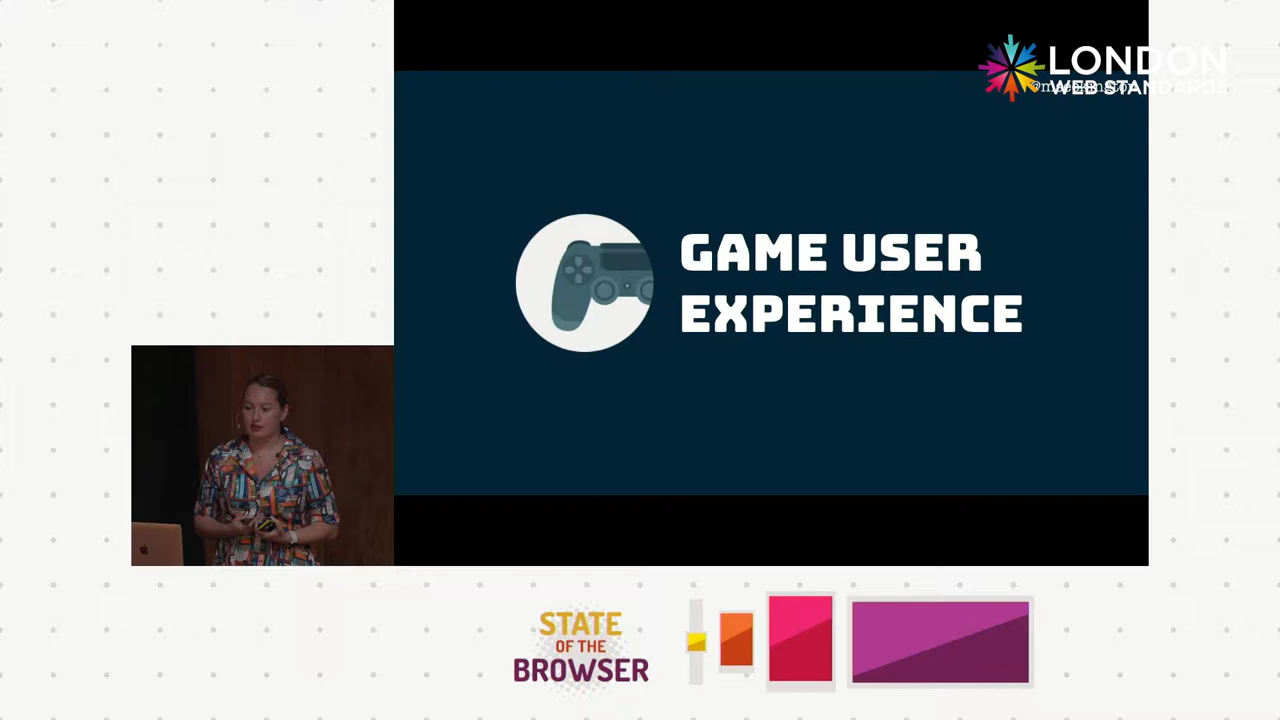 LONDON
WEB STANDARDS
GAME USER
EXPERIENCE
STATE
OF THE
BROWSER